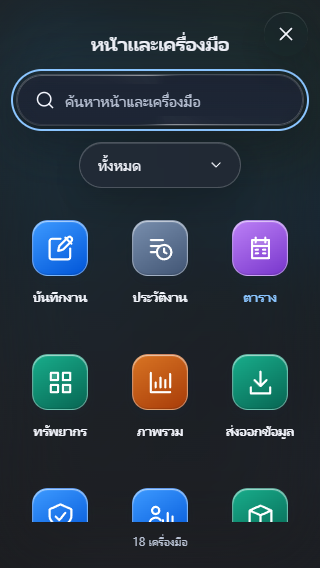 หน้าและเครื่องมือ
ค้นหาหน้าและเครื่องมือ
ทั้งหมด
บันทึกงาน
ประวัติงาน
ตาราง
ทรัพยากร
ภาพรวม
ส่งออกข้อมูล
18 เครื่องมือ